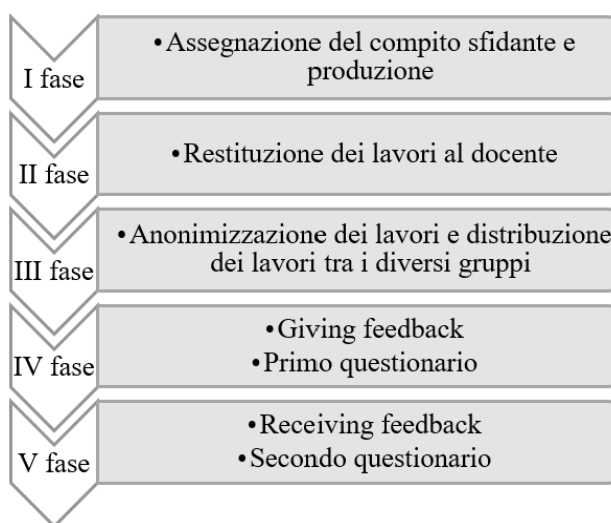 I fase
•Assegnazione del compito sfidante e
produzione
II fase
•Restituzione dei lavori al docente
III fase
•Anonimizzazione dei lavori e distribuzione
dei lavori tra i diversi gruppi
IV fase
•Giving feedback
•Primo questionario
V fase
•Receiving feedback
•Secondo questionario